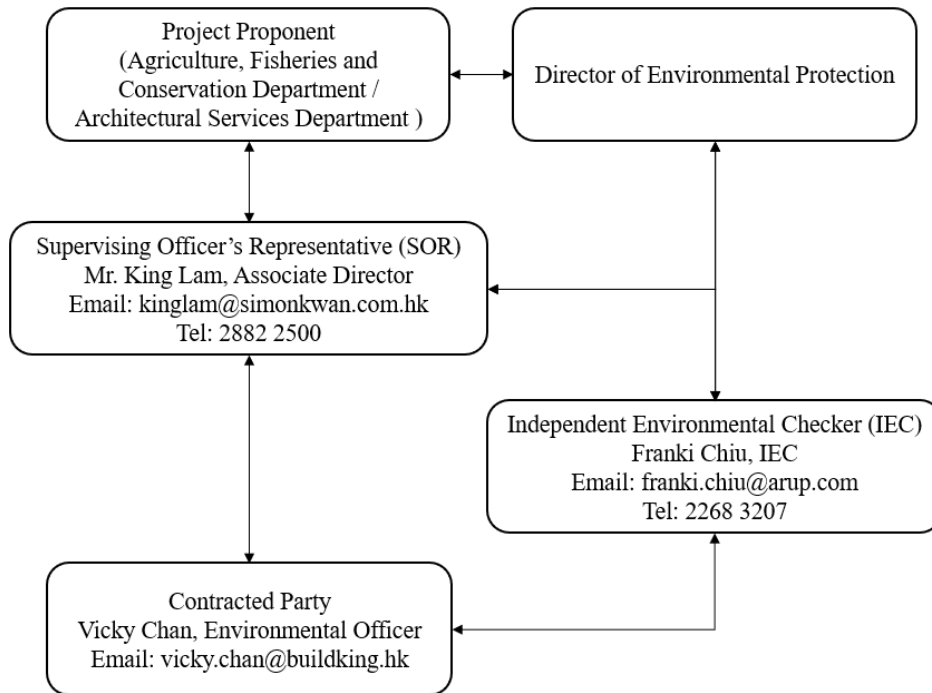 Project Proponent
(Agriculture, Fisheries and
Conservation Department /
Architectural Services Department )
Director of Environmental Protection
Supervising Officer’s Representative (SOR)
Mr. King Lam, Associate Director
Email: kinglam@simonkwan.com.hk
Tel: 2882 2500
Independent Environmental Checker (IEC)
Franki Chiu, IEC
Email: franki.chiu@arup.com
Tel: 2268 3207
Contracted Party
Vicky Chan, Environmental Officer
Email: vicky.chan@buildking.hk